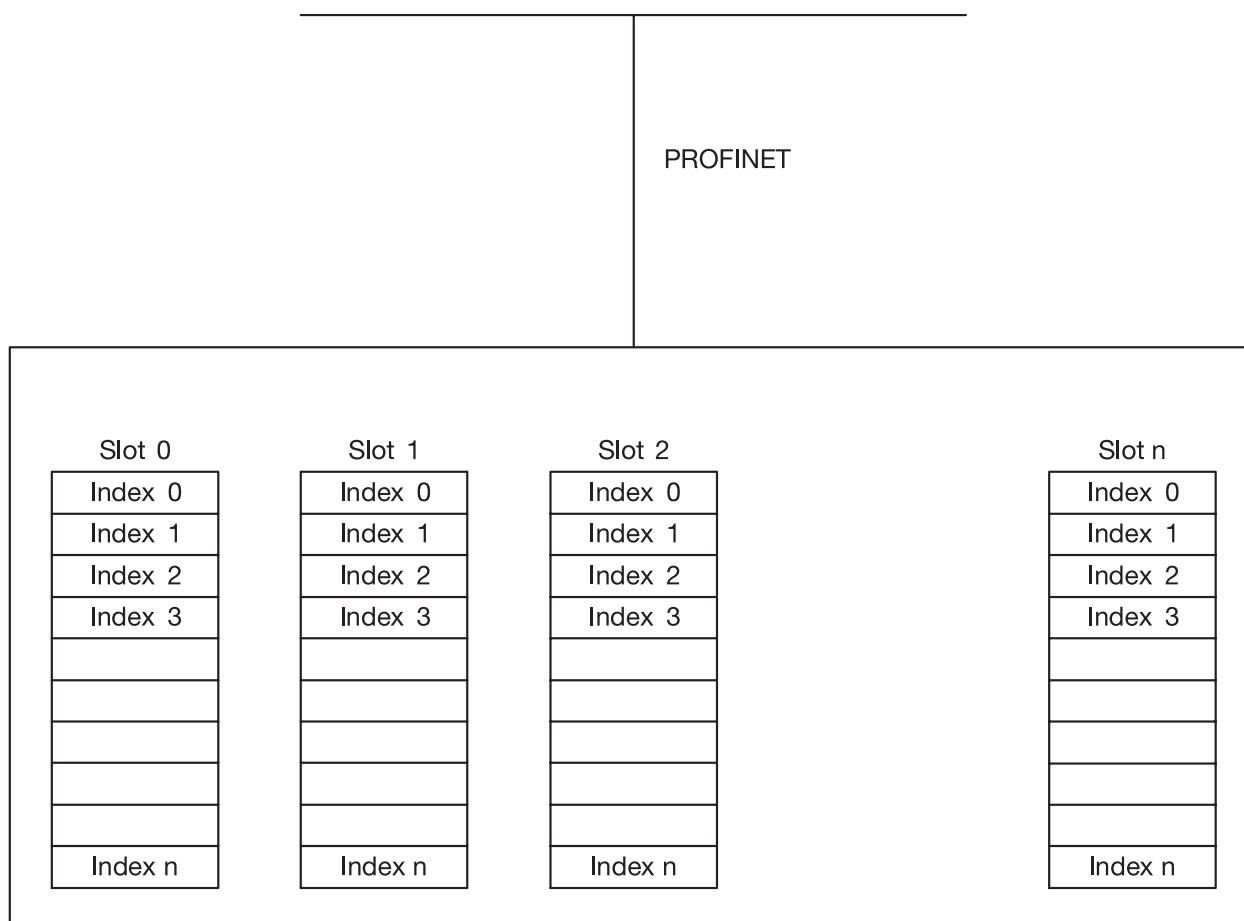 PROFINET
Slot 0 Slot 1 Slot 2 Slot n
Index 0 Index 0 Index 0 Index 0
Index 1 Index 1 Index 1 Index 1
Index 2 Index 2 Index 2 Index 2
Index 3 Index 3 Index 3 Index 3
Index n Index n Index n Index n